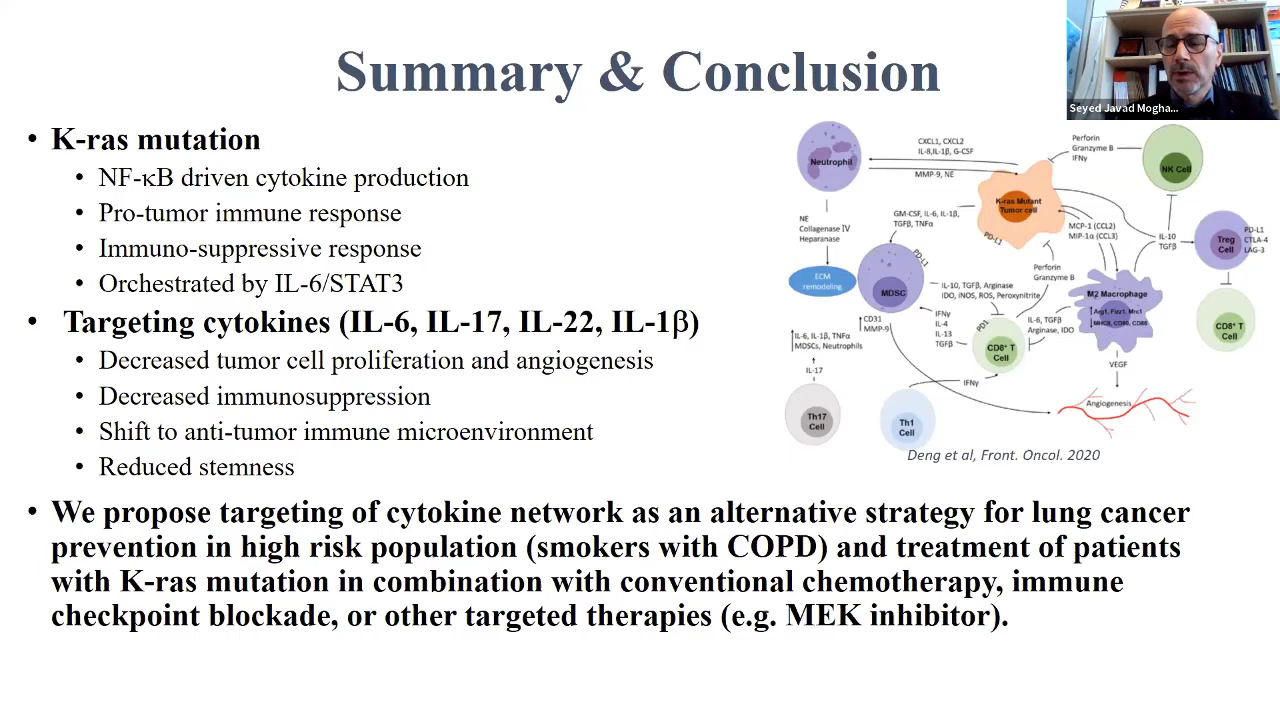 Summary & Conclusion
Seyed Javad Mogha...
• K-ras mutation
• NF-κB driven cytokine production
• Pro-tumor immune response
• Immuno-suppressive response
• Orchestrated by IL-6/STAT3
• Targeting cytokines (IL-6, IL-17, IL-22, IL-1β)
• Decreased tumor cell proliferation and angiogenesis
• Decreased immunosuppression
• Shift to anti-tumor immune microenvironment
• Reduced stemness
• We propose targeting of cytokine network as an alternative strategy for lung cancer
prevention in high risk population (smokers with COPD) and treatment of patients
with K-ras mutation in combination with conventional chemotherapy, immune
checkpoint blockade, or other targeted therapies (e.g. MEK inhibitor).
Neutrophil
CXCL1, CXCL2
IL-8,IL-1β, G-CSF
MMP-9, NE
Perforin
Granzyme B
IFNγ
NK Cell
K-ras Mutant
Tumor cell
PD-L1
NE
Collagenase IV
Heparanase
GM-CSF, IL-6, IL-1β,
TGFβ, TNFα
MCP-1 (CCL2)
MIP-1α (CCL3)
IL-10
TGFβ
Treg
Cell
PD-L1
CTLA-4
LAG-3
ECM
remodeling
PD-L1
MDSC
IL-10, TGFβ, Arginase
IDO, iNOS, ROS, Peroxynitrite
Perforin
Granzyme B
M2 Macrophage
Arg1, Fizz1, Mrs1
CD8⁺ T
Cell
CD31
MMP-9
IFNγ
IL-4
IL-13
TGFβ
PD1
CD8⁺ T
Cell
IL-6, TGFβ
Arginase, IDO
IL-6, IL-1β, TNFα
MDSCs, Neutrophils
IL-17
Th17
Cell
IFNγ
Th1
Cell
VEGF
Angiogenesis
Deng et al, Front. Oncol. 2020